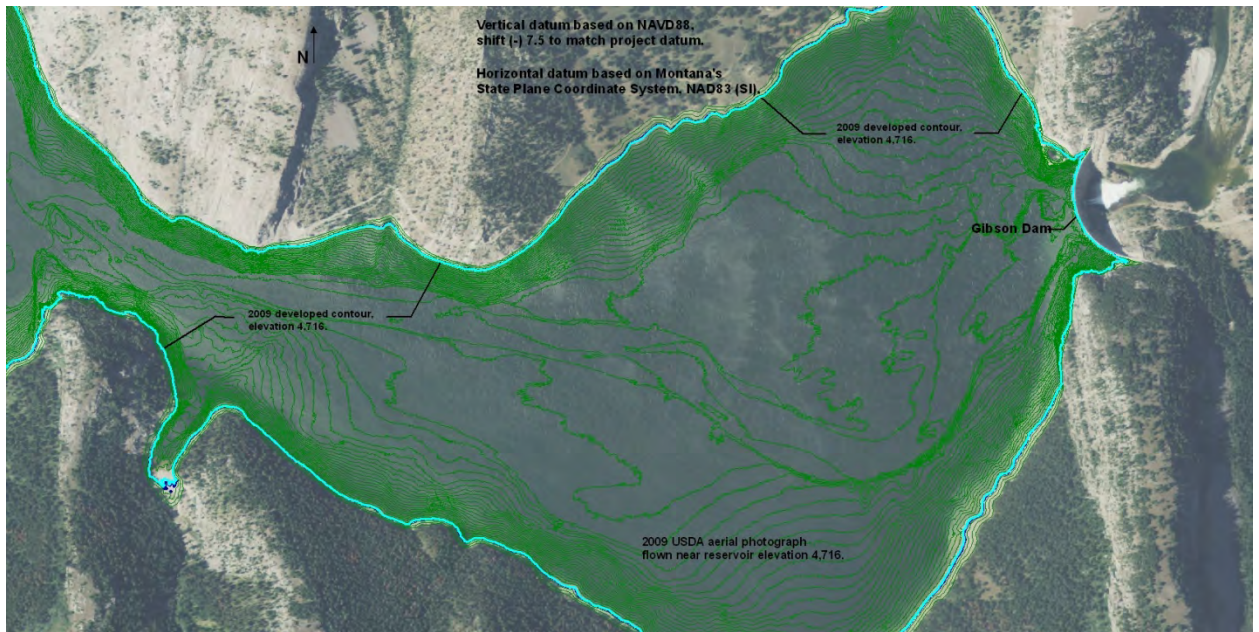 Vertical datum based on NAVD88,
shift (-) 7.5 to match project datum.
N
Horizontal datum based on Montana's
State Plane Coordinate System, NAD83 (SI).
2009 developed contour,
elevation 4,716.
Gibson Dam
2009 developed contour,
elevation 4,716.
2009 USDA aerial photograph
flown near reservoir elevation 4,716.